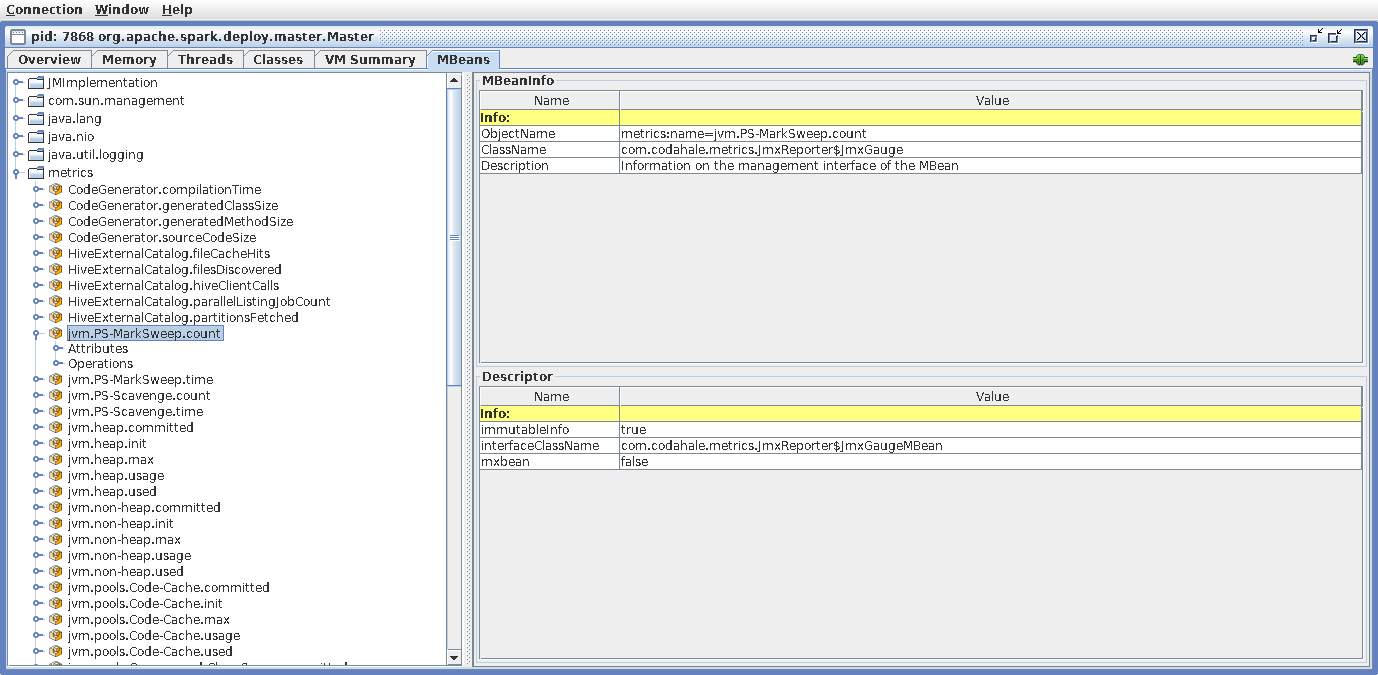 Connection Window Help
pid: 7868 org.apache.spark.deploy.master.Master
Overview Memory Threads Classes VM Summary MBeans
JMImplementation
com.sun.management
java.lang
java.nio
java.util.logging
metrics
CodeGenerator.compilationTime
CodeGenerator.generatedClassSize
CodeGenerator.generatedMethodSize
CodeGenerator.sourceCodeSize
HiveExternalCatalog.fileCacheHits
HiveExternalCatalog.filesDiscovered
HiveExternalCatalog.hiveClientCalls
HiveExternalCatalog.parallelListingJobCount
HiveExternalCatalog.partitionsFetched
jvm.PS-MarkSweep.count
Attributes
Operations
jvm.PS-MarkSweep.time
jvm.PS-Scavenge.count
jvm.PS-Scavenge.time
jvm.heap.committed
jvm.heap.init
jvm.heap.max
jvm.heap.usage
jvm.heap.used
jvm.non-heap.committed
jvm.non-heap.init
jvm.non-heap.max
jvm.non-heap.usage
jvm.non-heap.used
jvm.pools.Code-Cache.committed
jvm.pools.Code-Cache.init
jvm.pools.Code-Cache.max
jvm.pools.Code-Cache.usage
jvm.pools.Code-Cache.used
MBeanInfo
Name Value
Info:
ObjectName metrics:name=jvm.PS-MarkSweep.count
ClassName com.codahale.metrics.JmxReporter$JmxGauge
Description Information on the management interface of the MBean
Descriptor
Name Value
Info:
immutableInfo true
interfaceClassName com.codahale.metrics.JmxReporter$JmxGaugeMBean
mxbean false